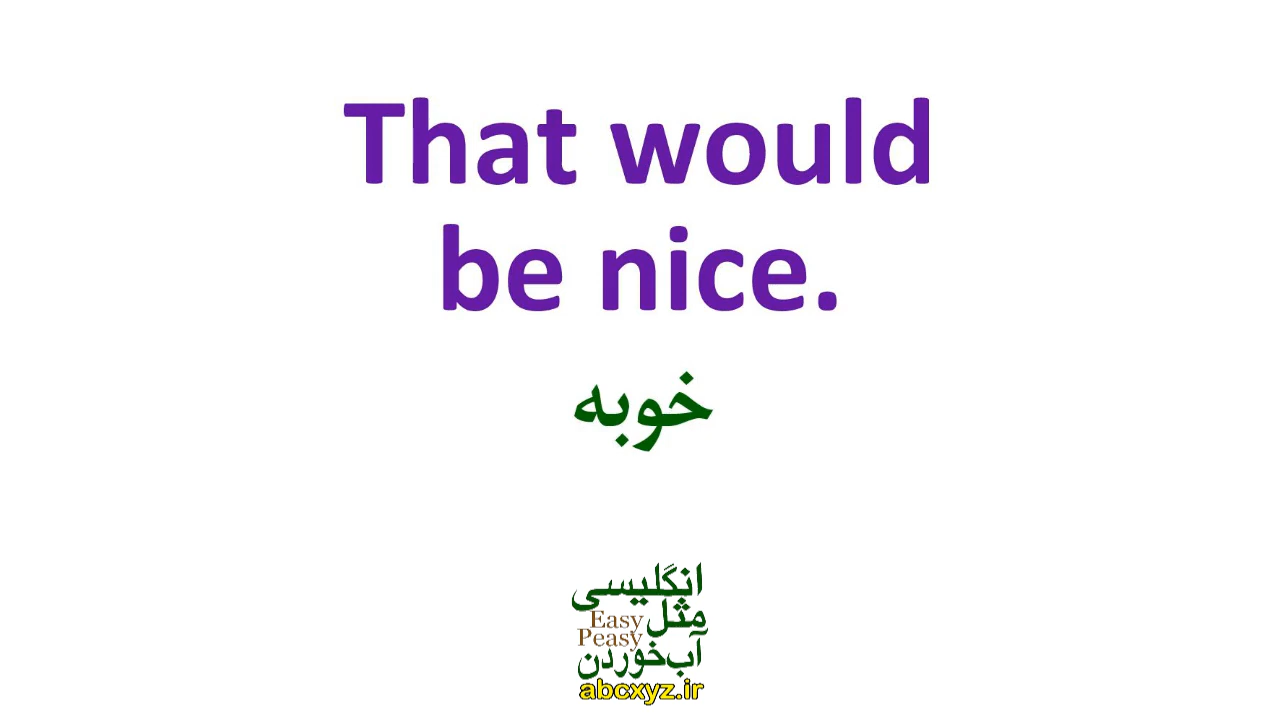 That would
be nice.
خوبه
انگلیسی
مثل
Easy
Peasy
آب‌خوردن
abcxyz.ir